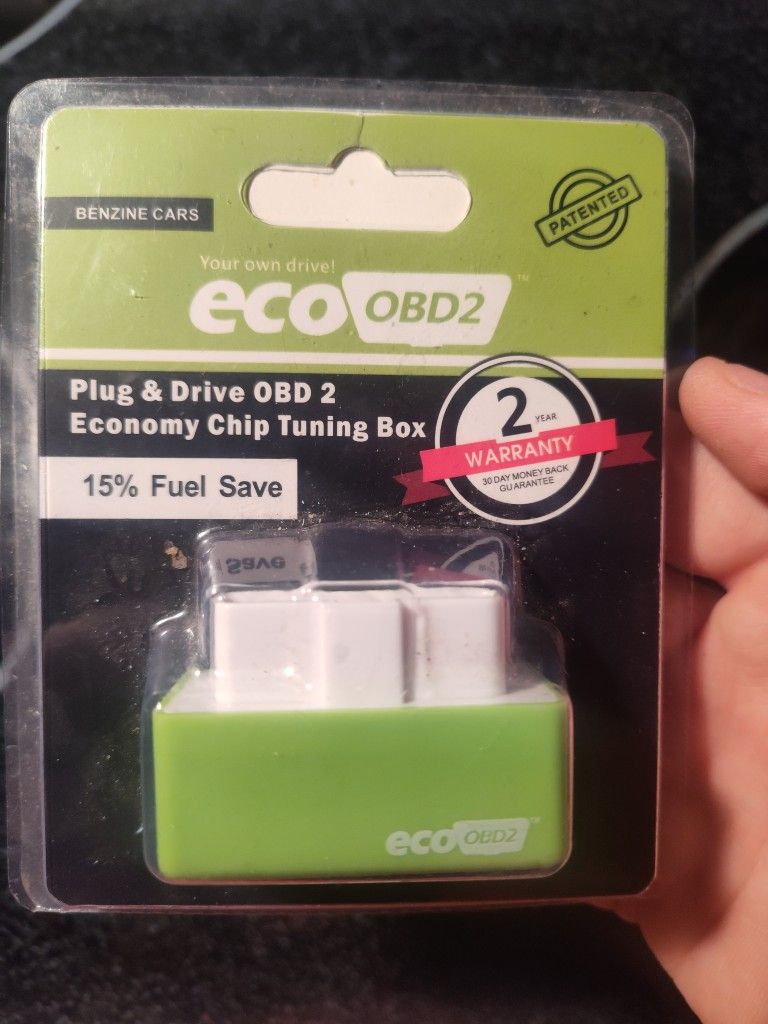 BENZINE CARS
PATENTED
Your own drive!
eco OBD2 ™
Plug & Drive OBD 2
Economy Chip Tuning Box
2 YEAR
WARRANTY
30 DAY MONEY BACK
GUARANTEE
15% Fuel Save
Save
eco OBD2 ™